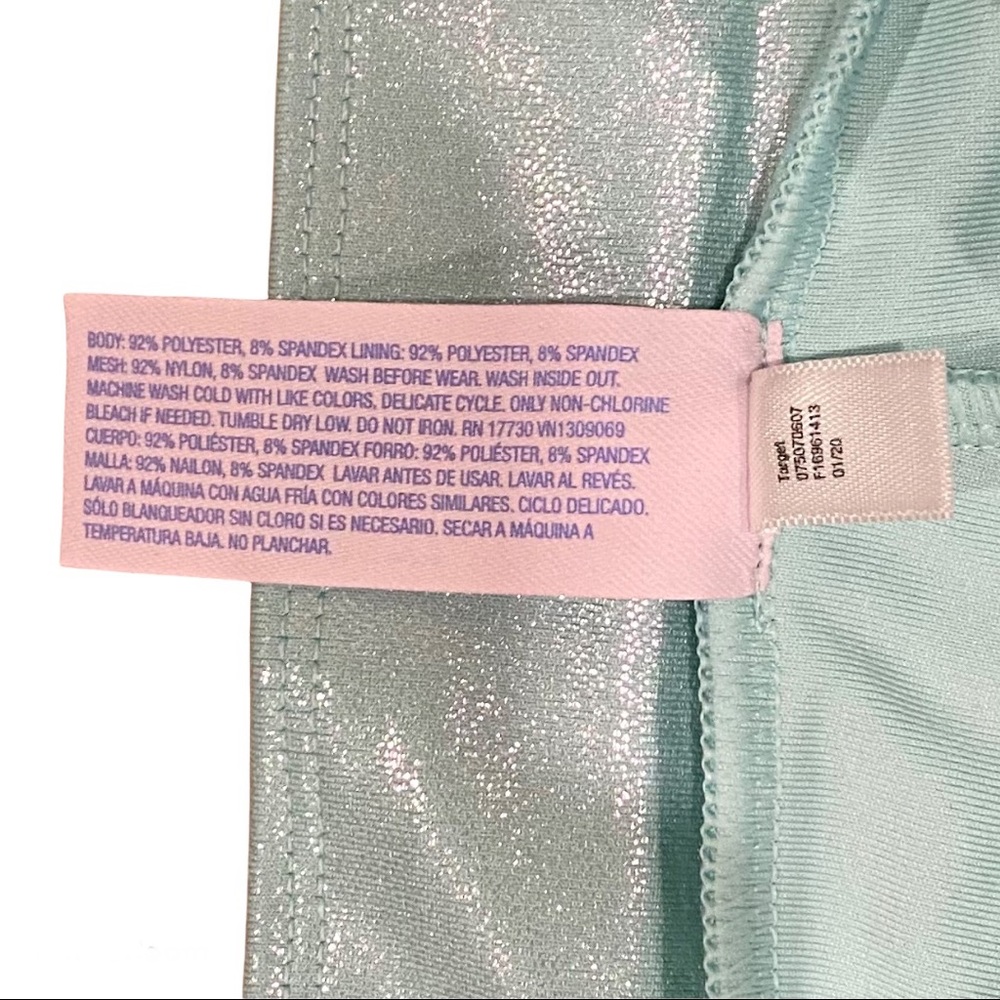 BODY: 92% POLYESTER, 8% SPANDEX LINING: 92% POLYESTER, 8% SPANDEX
MESH: 92% NYLON, 8% SPANDEX WASH BEFORE WEAR. WASH INSIDE OUT.
MACHINE WASH COLD WITH LIKE COLORS. DELICATE CYCLE. ONLY NON-CHLORINE
BLEACH IF NEEDED. TUMBLE DRY LOW. DO NOT IRON. RN 17730 VN1309069
CUERPO: 92% POLIÉSTER, 8% SPANDEX FORRO: 92% POLIÉSTER, 8% SPANDEX
MALLA: 92% NAILON, 8% SPANDEX LAVAR ANTES DE USAR. LAVAR AL REVÉS.
LAVAR A MÁQUINA CON AGUA FRÍA CON COLORES SIMILARES. CICLO DELICADO.
SÓLO BLANQUEADOR SIN CLORO SI ES NECESARIO. SECAR A MÁQUINA A
TEMPERATURA BAJA. NO PLANCHAR.
Target
075070607
F16961413
01/20